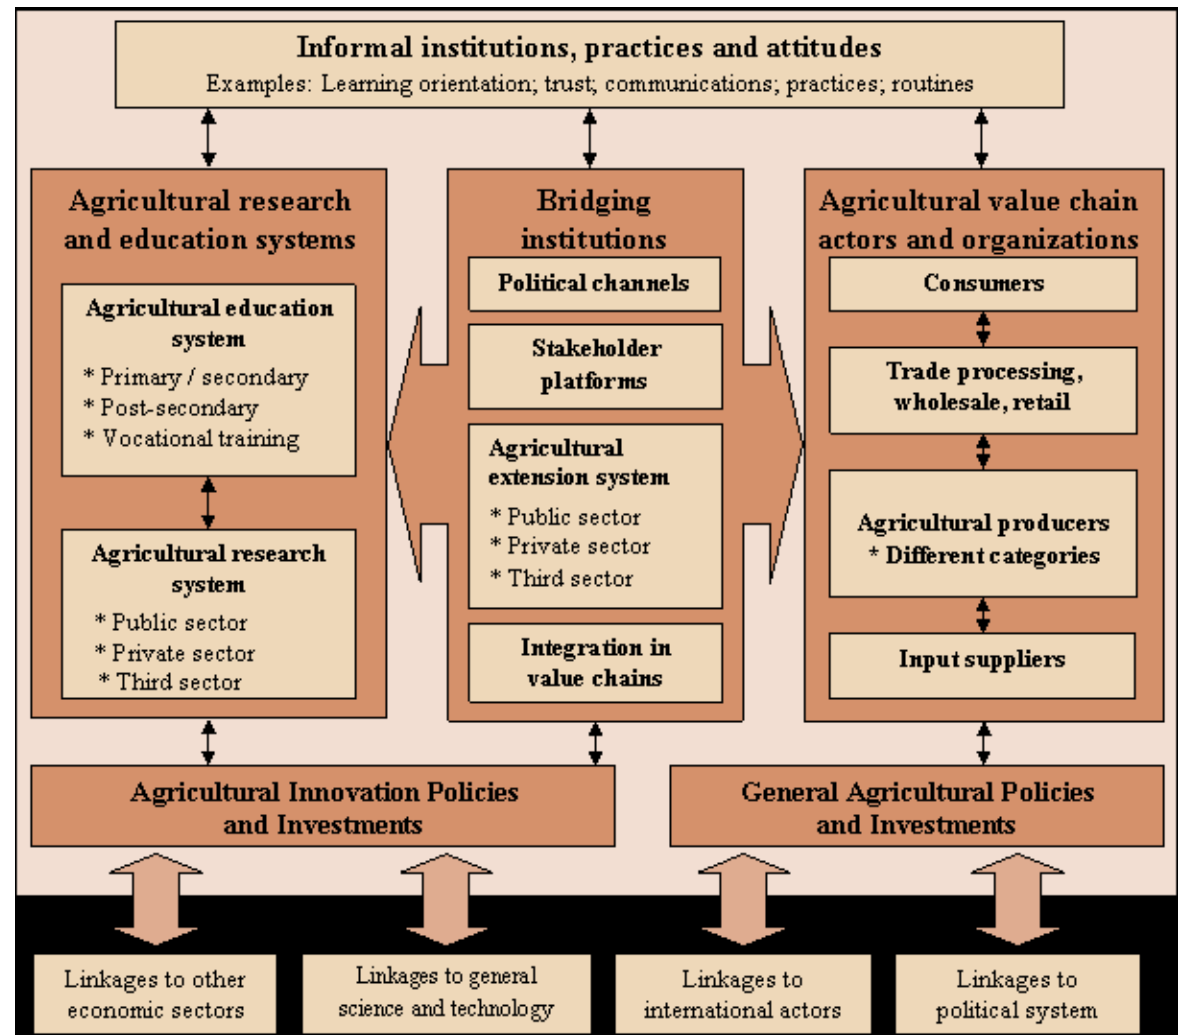 Informal institutions, practices and attitudes
Examples: Learning orientation; trust; communications; practices; routines
Agricultural research
and education systems
Agricultural education
system
* Primary / secondary
* Post-secondary
* Vocational training
Agricultural research
system
* Public sector
* Private sector
* Third sector
Bridging
institutions
Political channels
Stakeholder
platforms
Agricultural
extension system
* Public sector
* Private sector
* Third sector
Integration in
value chains
Agricultural value chain
actors and organizations
Consumers
Trade processing,
wholesale, retail
Agricultural producers
* Different categories
Input suppliers
Agricultural Innovation Policies
and Investments
General Agricultural Policies
and Investments
Linkages to other
economic sectors
Linkages to general
science and technology
Linkages to
international actors
Linkages to
political system